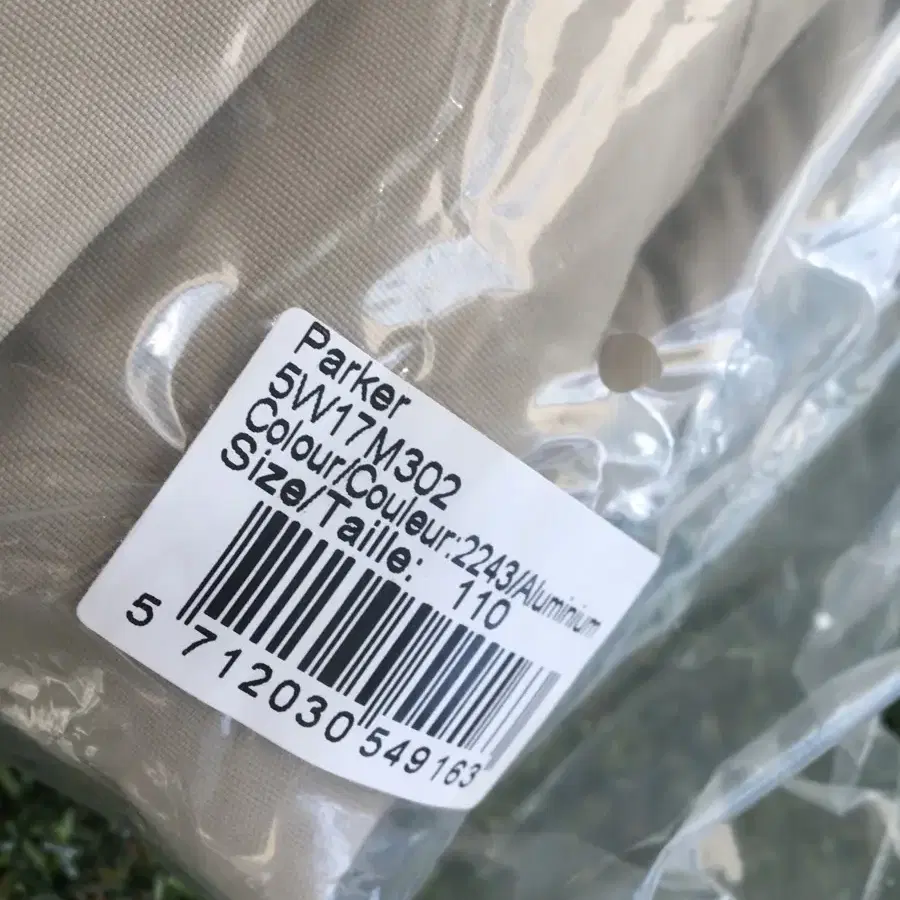 Parker
5W17M302
Colour/Couleur:2243/Aluminium
Size/Taille: 110
5 712030 549163